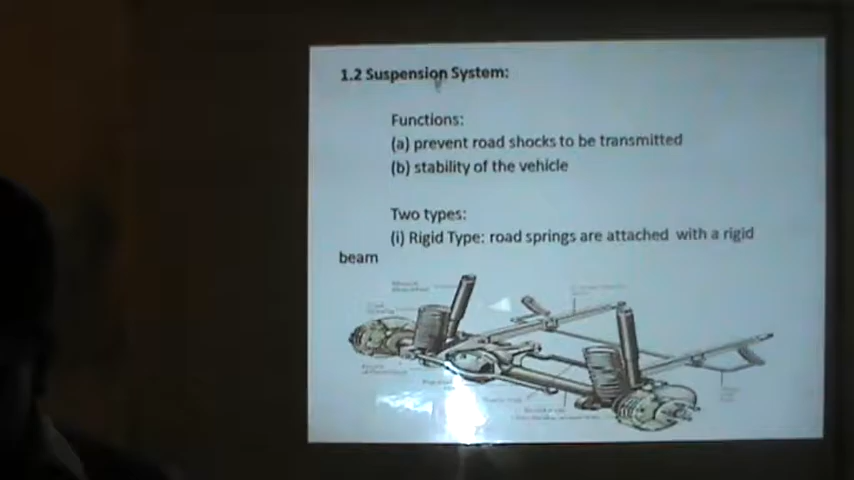 1.2 Suspension System:
Functions:
(a) prevent road shocks to be transmitted
(b) stability of the vehicle
Two types:
(i) Rigid Type: road springs are attached with a rigid
beam